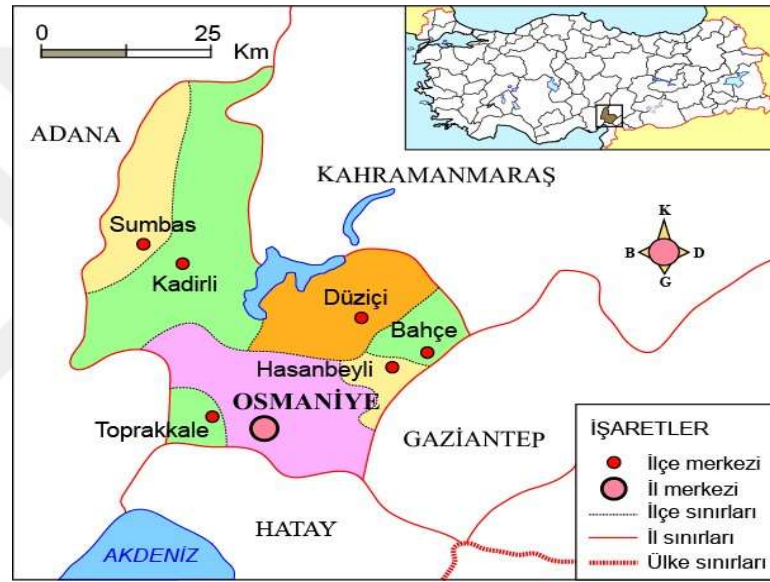 0 25
Km
ADANA
KAHRAMANMARAŞ
K
B D
G
Sumbas
Kadirli
Düziçi
Bahçe
Hasanbeyli
OSMANİYE
Toprakkale
GAZİANTEP
HATAY
AKDENİZ
İŞARETLER
İlçe merkezi
İl merkezi
İlçe sınırları
İl sınırları
Ülke sınırları